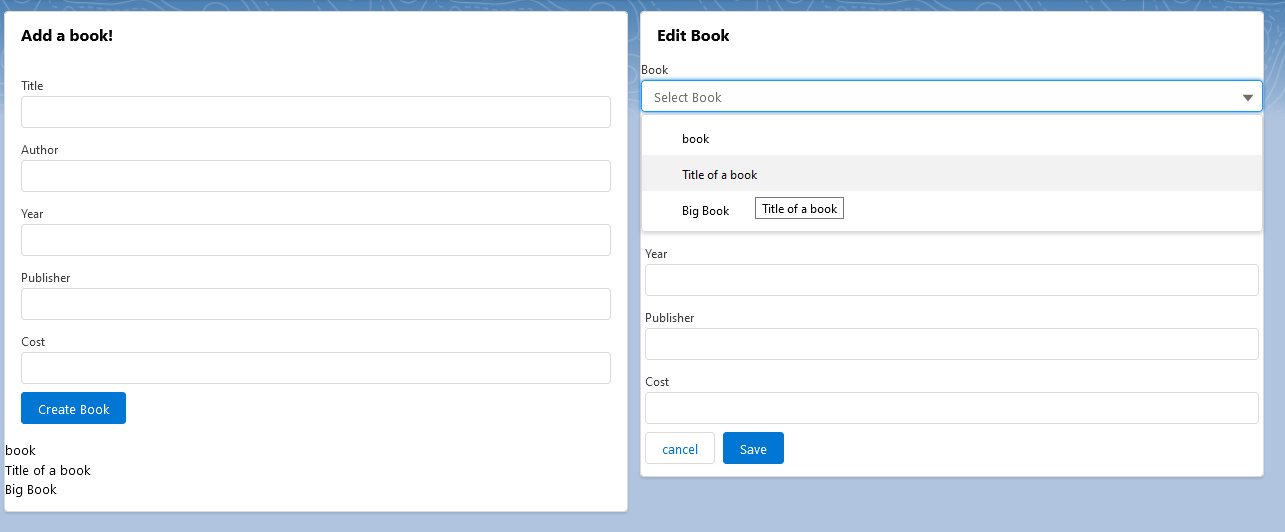 Add a book!
Title
Author
Year
Publisher
Cost
Create Book
book
Title of a book
Big Book
Edit Book
Book
Select Book
book
Title of a book
Big Book
Title of a book
Year
Publisher
Cost
cancel
Save